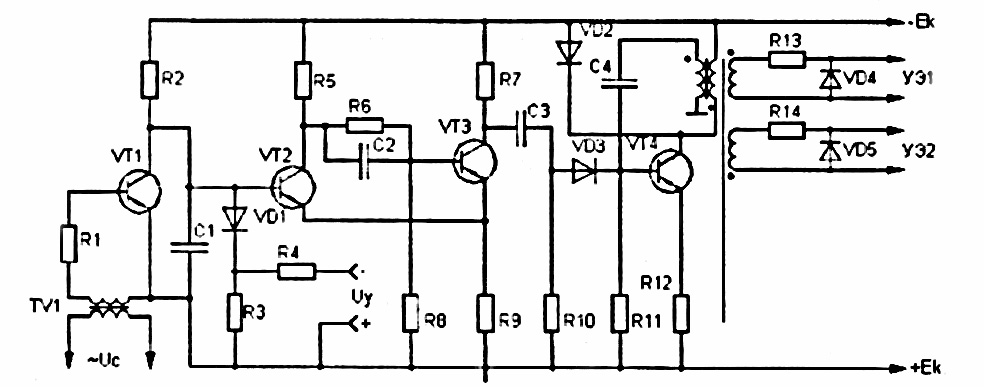 -Ek
VD2
R13
R2
R5
R7
C4
VD4
УЭ1
R6
C3
R14
C2
VT3
VT1
VT2
VD3
VT4
VD5
УЭ2
VD1
C1
R1
R4
-
Uy
R12
TV1
R3
+
R8
R9
R10
R11
~Uc
+Ek